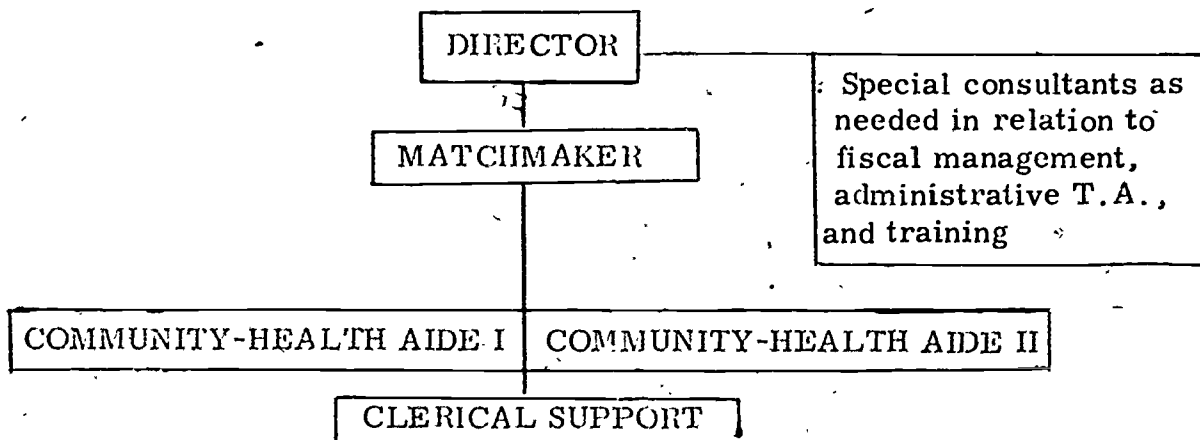 DIRECTOR
Special consultants as
needed in relation to
fiscal management,
administrative T.A.,
and training
MATCHMAKER
COMMUNITY-HEALTH AIDE I
COMMUNITY-HEALTH AIDE II
CLERICAL SUPPORT